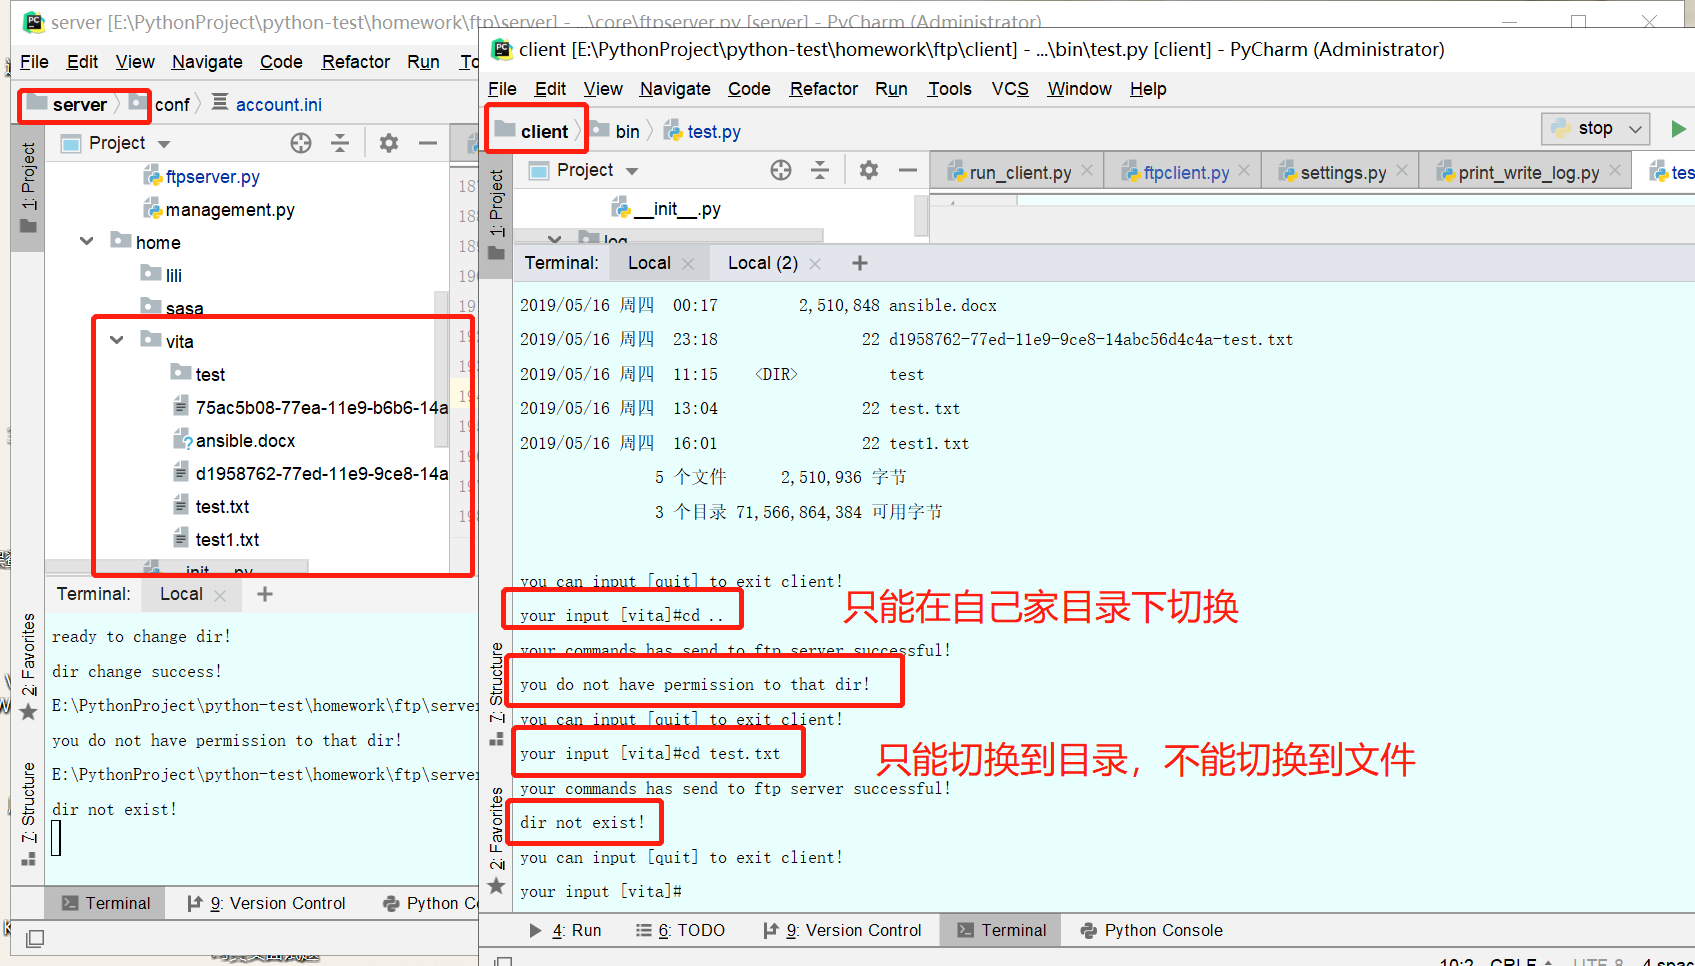 server [E:\PythonProject\python-test\homework\ftp\server] - ...\core\ftpserver.py [server] - PyCharm (Administrator)
File Edit View Navigate Code Refactor Run
server conf account.ini
Project
1: Project
ftpserver.py
management.py
home
lili
sasa
vita
test
75ac5b08-77ea-11e9-b6b6-14a
ansible.docx
d1958762-77ed-11e9-9ce8-14a
test.txt
test1.txt
__init__.py
Terminal: Local
2: Favorites
7: Structure
ready to change dir!
dir change success!
E:\PythonProject\python-test\homework\ftp\server
you do not have permission to that dir!
E:\PythonProject\python-test\homework\ftp\server
dir not exist!
Terminal 9: Version Control Python Co
client [E:\PythonProject\python-test\homework\ftp\client] - ...\bin\test.py [client] - PyCharm (Administrator)
File Edit View Navigate Code Refactor Run Tools VCS Window Help
client bin test.py
stop
Project
1: Project
run_client.py ftpclient.py settings.py print_write_log.py tes
__init__.py
log
Terminal: Local Local (2)
2019/05/16 周四 00:17 2,510,848 ansible.docx
2019/05/16 周四 23:18 22 d1958762-77ed-11e9-9ce8-14abc56d4c4a-test.txt
2019/05/16 周四 11:15 <DIR> test
2019/05/16 周四 13:04 22 test.txt
2019/05/16 周四 16:01 22 test1.txt
5 个文件 2,510,936 字节
3 个目录 71,566,864,384 可用字节
you can input [quit] to exit client!
your input [vita]#cd ..
只能在自己家目录下切换
your commands has send to ftp server successful!
you do not have permission to that dir!
you can input [quit] to exit client!
your input [vita]#cd test.txt
只能切换到目录，不能切换到文件
your commands has send to ftp server successful!
dir not exist!
you can input [quit] to exit client!
your input [vita]#
7: Structure
2: Favorites
4: Run 6: TODO 9: Version Control Terminal Python Console
10:2 CRLF UTF-8 4 spac